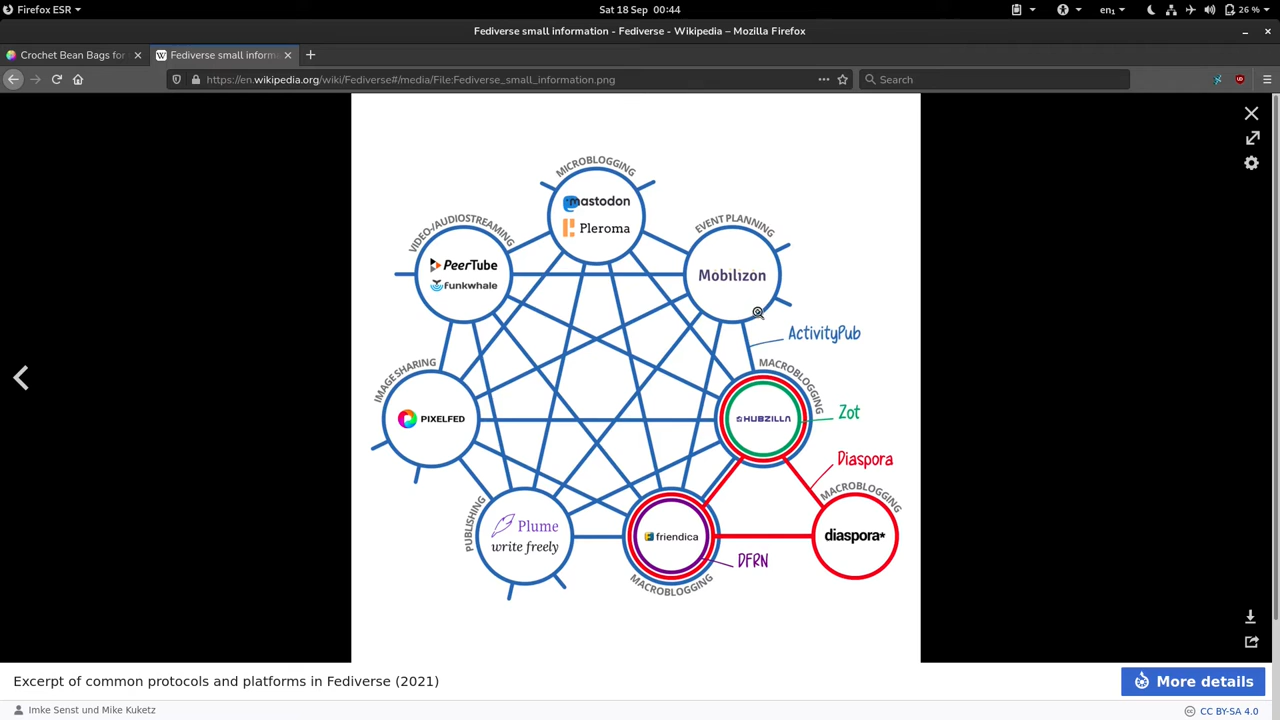 Firefox ESR
Sat 18 Sep 00:44
en₁
26 %
Fediverse small information - Fediverse - Wikipedia — Mozilla Firefox
Crochet Bean Bags for
Fediverse small inform
https://en.wikipedia.org/wiki/Fediverse#/media/File:Fediverse_small_information.png
Search
MICROBLOGGING
mastodon
Pleroma
VIDEO-/AUDIOSTREAMING
PeerTube
Funkwhale
EVENT PLANNING
Mobilizon
ActivityPub
IMAGE SHARING
PIXELFED
MACROBLOGGING
HUBZILLA
Zot
Diaspora
PUBLISHING
Plume
write freely
friendica
MACROBLOGGING
DFRN
MACROBLOGGING
diaspora*
Excerpt of common protocols and platforms in Fediverse (2021)
More details
Imke Senst und Mike Kuketz
CC BY-SA 4.0